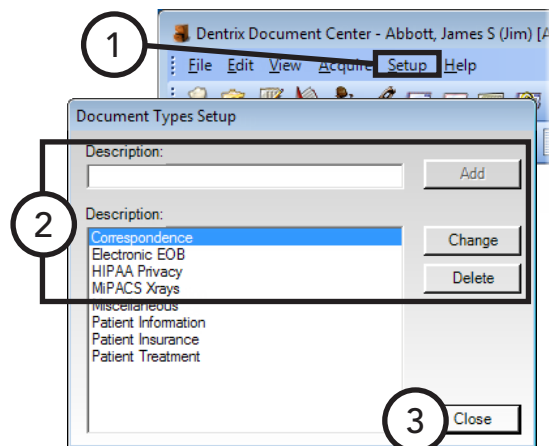 Dentrix Document Center - Abbott, James S (Jim) [A
1
File Edit View Acquire Setup Help
Document Types Setup
Description:
Add
2
Description:
Correspondence
Electronic EOB
HIPAA Privacy
MiPACS Xrays
Miscellaneous
Patient Information
Patient Insurance
Patient Treatment
Change
Delete
3
Close